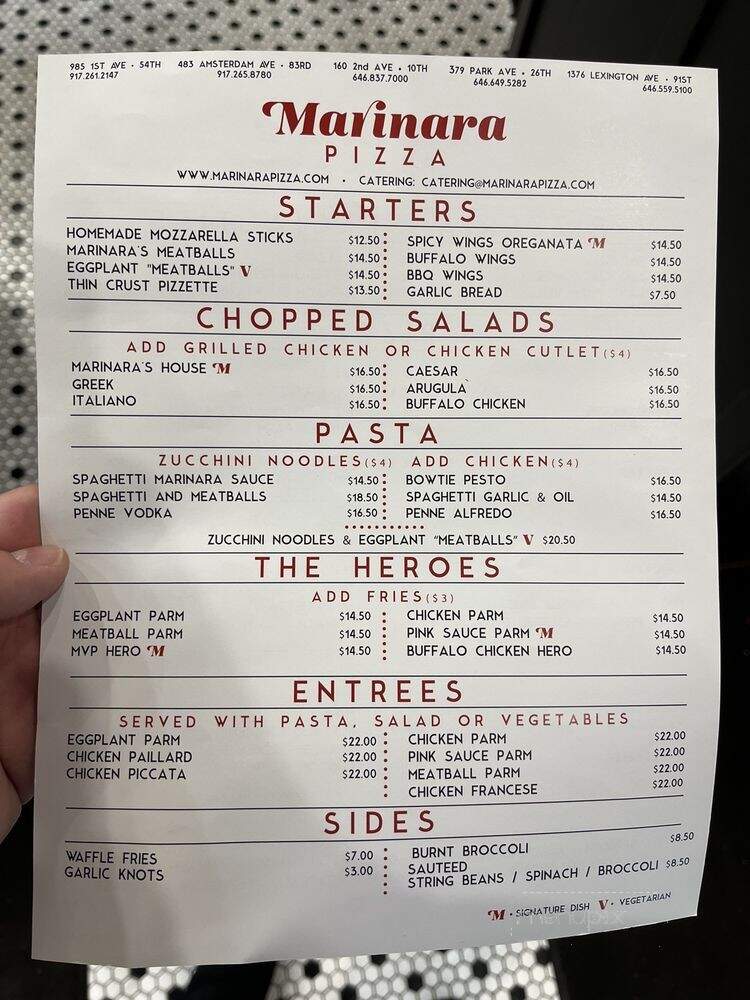 985 1ST AVE • 54TH 483 AMSTERDAM AVE • 83RD 160 2nd AVE • 10TH 379 PARK AVE • 26TH 1376 LEXINGTON AVE • 91ST
917.261.2147 917.265.8780 646.837.7000 646.649.5282 646.559.5100
Marinara
PIZZA
WWW.MARINARAPIZZA.COM • CATERING: CATERING@MARINARAPIZZA.COM
STARTERS
HOMEMADE MOZZARELLA STICKS $12.50
MARINARA'S MEATBALLS $14.50
EGGPLANT "MEATBALLS" V $14.50
THIN CRUST PIZZETTE $13.50
SPICY WINGS OREGANATA M $14.50
BUFFALO WINGS $14.50
BBQ WINGS $14.50
GARLIC BREAD $7.50
CHOPPED SALADS
ADD GRILLED CHICKEN OR CHICKEN CUTLET($4)
MARINARA'S HOUSE M $16.50
GREEK $16.50
ITALIANO $16.50
CAESAR $16.50
ARUGULA` $16.50
BUFFALO CHICKEN $16.50
PASTA
ZUCCHINI NOODLES($4) ADD CHICKEN($4)
SPAGHETTI MARINARA SAUCE $14.50
SPAGHETTI AND MEATBALLS $18.50
PENNE VODKA $16.50
BOWTIE PESTO $16.50
SPAGHETTI GARLIC & OIL $14.50
PENNE ALFREDO $16.50
ZUCCHINI NOODLES & EGGPLANT "MEATBALLS" V $20.50
THE HEROES
ADD FRIES($3)
EGGPLANT PARM $14.50
MEATBALL PARM $14.50
MVP HERO M $14.50
CHICKEN PARM $14.50
PINK SAUCE PARM M $14.50
BUFFALO CHICKEN HERO $14.50
ENTREES
SERVED WITH PASTA, SALAD OR VEGETABLES
EGGPLANT PARM $22.00
CHICKEN PAILLARD $22.00
CHICKEN PICCATA $22.00
CHICKEN PARM $22.00
PINK SAUCE PARM $22.00
MEATBALL PARM $22.00
CHICKEN FRANCESE $22.00
SIDES
WAFFLE FRIES $7.00
GARLIC KNOTS $3.00
BURNT BROCCOLI $8.50
SAUTEED
STRING BEANS / SPINACH / BROCCOLI $8.50
M • SIGNATURE DISH V • VEGETARIAN